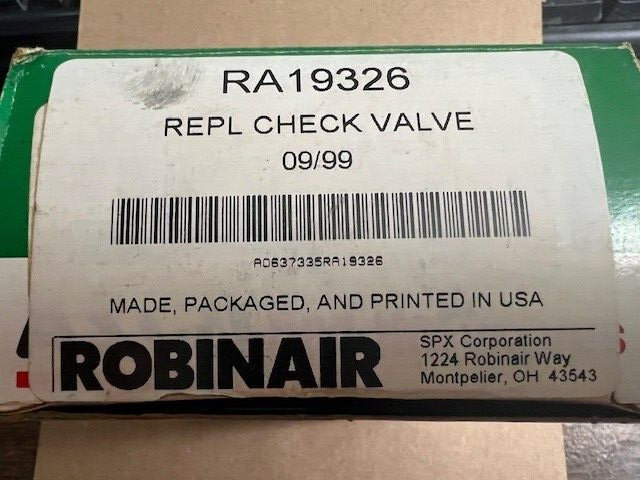 RA19326
REPL CHECK VALVE
09/99
A0637335RA19326
MADE, PACKAGED, AND PRINTED IN USA
ROBINAIR
SPX Corporation
1224 Robinair Way
Montpelier, OH 43543